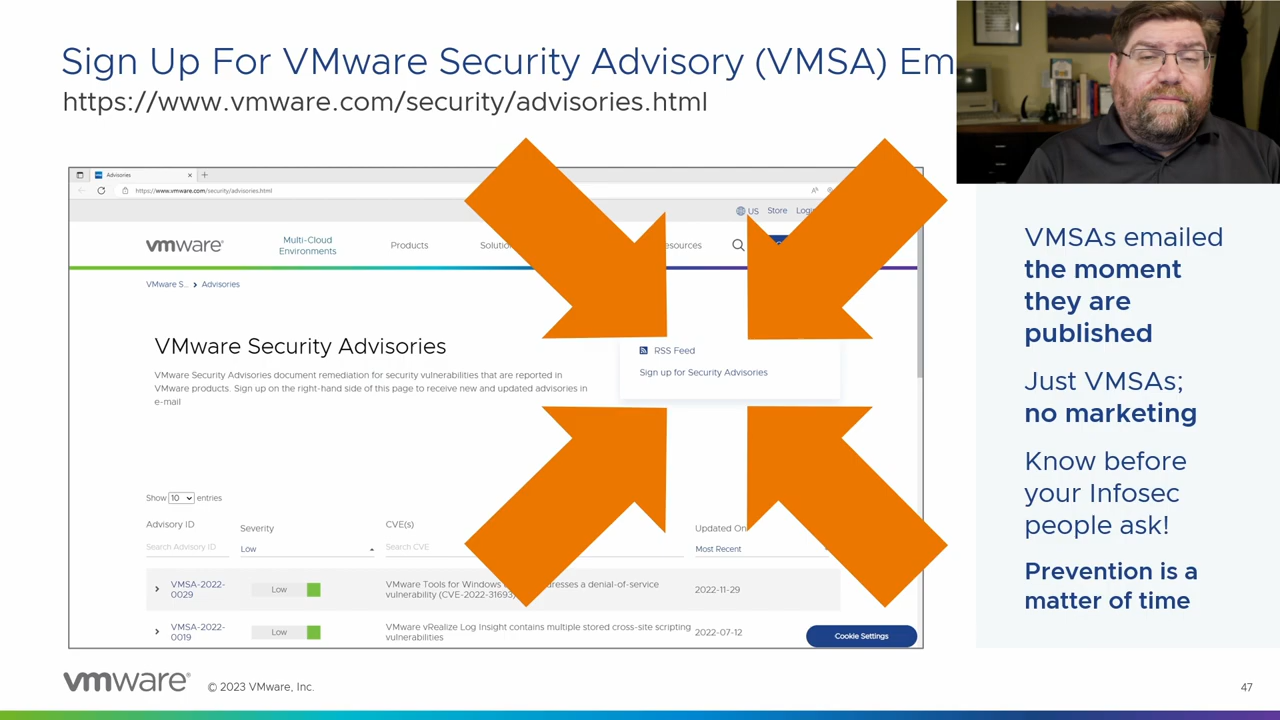 Sign Up For VMware Security Advisory (VMSA) Em
https://www.vmware.com/security/advisories.html
Advisories
https://www.vmware.com/security/advisories.html
US Store
vmware
Multi-Cloud
Environments
Products
VMware S... > Advisories
VMware Security Advisories
VMware Security Advisories document remediation for security vulnerabilities that are reported in
VMware products. Sign up on the right-hand side of this page to receive new and updated advisories in
e-mail
RSS Feed
Sign up for Security Advisories
Show 10 entries
Advisory ID
Severity
CVE(s)
Updated On
Search Advisory ID
Low
Search CVE
Most Recent
VMSA-2022-
0029
Low
VMware Tools for Windows
vulnerability (CVE-2022-31693)
a denial-of-service
2022-11-29
VMSA-2022-
0019
Low
VMware vRealize Log Insight contains multiple stored cross-site scripting
vulnerabilities
2022-07-12
Cookie Settings
VMSAs emailed
the moment
they are
published
Just VMSAs;
no marketing
Know before
your Infosec
people ask!
Prevention is a
matter of time
vmware
© 2023 VMware, Inc.
47